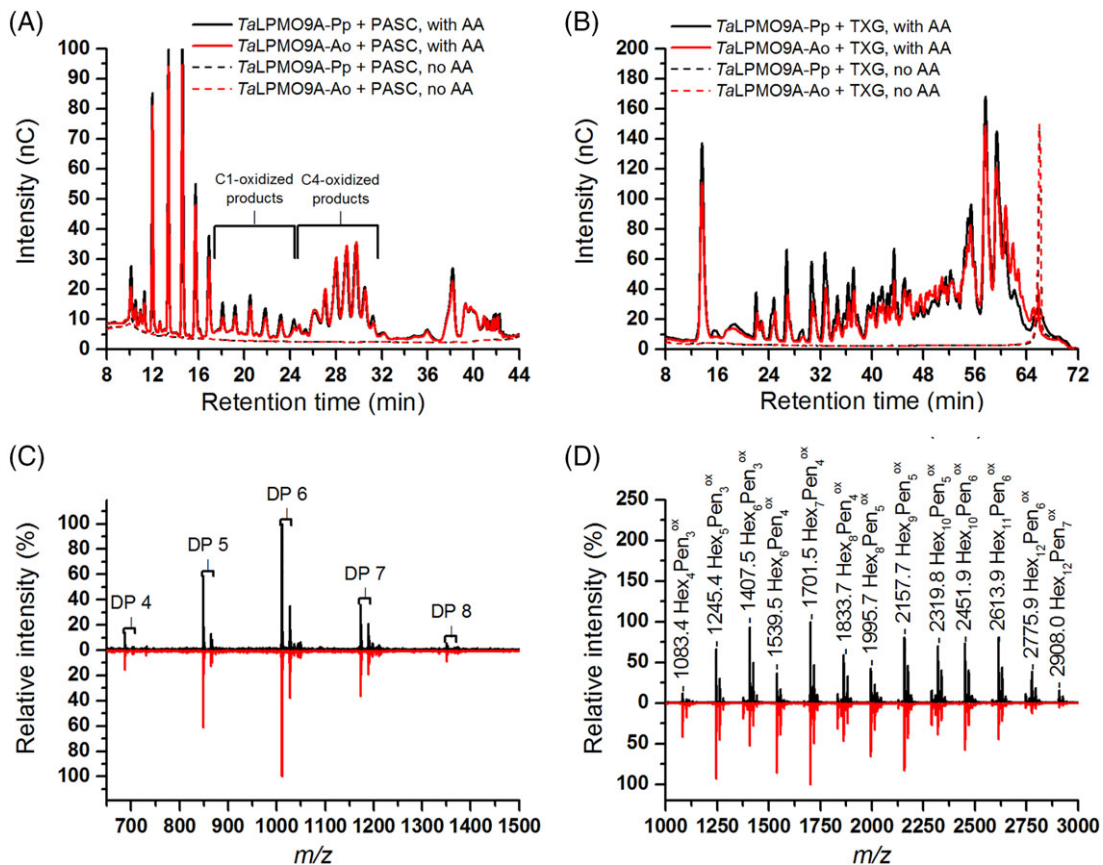 (A)
TaLPMO9A-Pp + PASC, with AA
TaLPMO9A-Ao + PASC, with AA
TaLPMO9A-Pp + PASC, no AA
TaLPMO9A-Ao + PASC, no AA
C1-oxidized products
C4-oxidized products
Intensity (nC)
100
90
80
70
60
50
40
30
20
10
0
8 12 16 20 24 28 32 36 40 44
Retention time (min)
(B)
TaLPMO9A-Pp + TXG, with AA
TaLPMO9A-Ao + TXG, with AA
TaLPMO9A-Pp + TXG, no AA
TaLPMO9A-Ao + TXG, no AA
Intensity (nC)
200
180
160
140
120
100
80
60
40
20
0
8 16 24 32 40 48 56 64 72
Retention time (min)
(C)
DP 4
DP 5
DP 6
DP 7
DP 8
Relative intensity (%)
100
80
60
40
20
0
20
40
60
80
100
700 800 900 1000 1100 1200 1300 1400 1500
m/z
(D)
1083.4 Hex4Pen3ox
1245.4 Hex5Pen3ox
1407.5 Hex6Pen3ox
1539.5 Hex6Pen4ox
1701.5 Hex7Pen4ox
1833.7 Hex8Pen4ox
1995.7 Hex8Pen5ox
2157.7 Hex9Pen5ox
2319.8 Hex10Pen5ox
2451.9 Hex10Pen6ox
2613.9 Hex11Pen6ox
2775.9 Hex12Pen6ox
2908.0 Hex12Pen7ox
Relative intensity (%)
250
200
150
100
50
0
50
100
1000 1250 1500 1750 2000 2250 2500 2750 3000
m/z